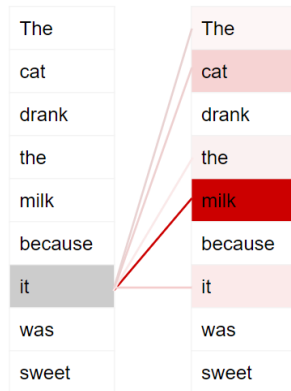 The The
cat cat
drank drank
the the
milk milk
because because
it it
was was
sweet sweet